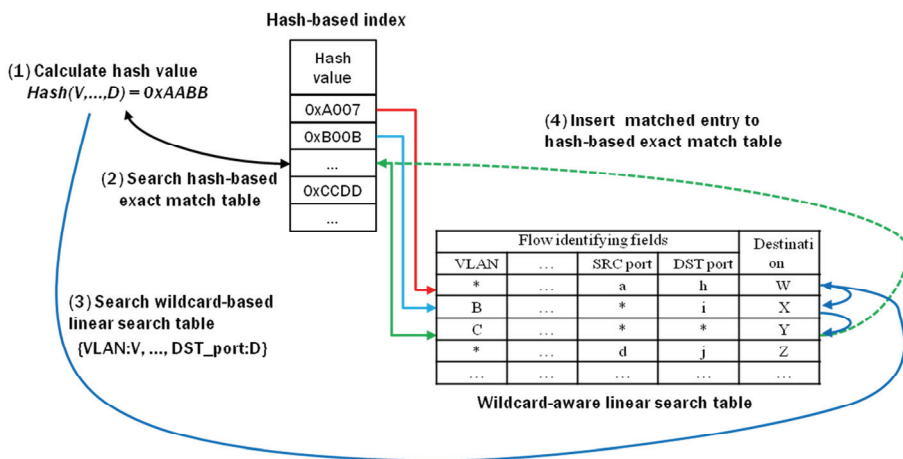 Hash-based index
Hash
value
0xA007
0xB00B
...
0xCCDD
...
(1) Calculate hash value
Hash(V,...,D) = 0xAABB
(2) Search hash-based
exact match table
(3) Search wildcard-based
linear search table
{VLAN:V, ..., DST_port:D}
(4) Insert matched entry to
hash-based exact match table
Flow identifying fields Destinati
on
VLAN ... SRC port DST port
* ... a h W
B ... * i X
C ... * * Y
* ... d j Z
... ... ... ... ...
Wildcard-aware linear search table